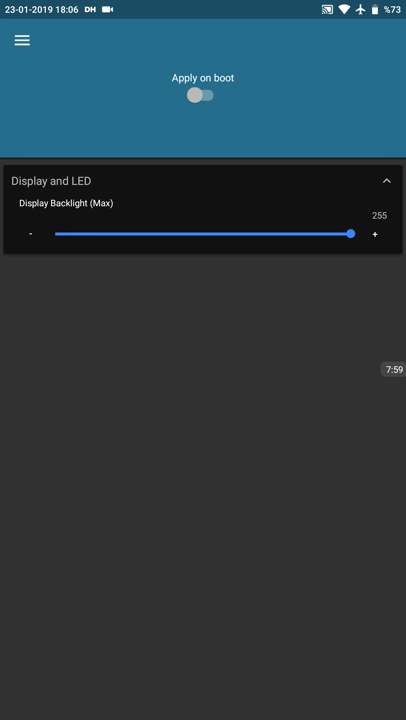 23-01-2019 18:06 DH %73
Apply on boot
Display and LED
Display Backlight (Max)
255
- +
7:59